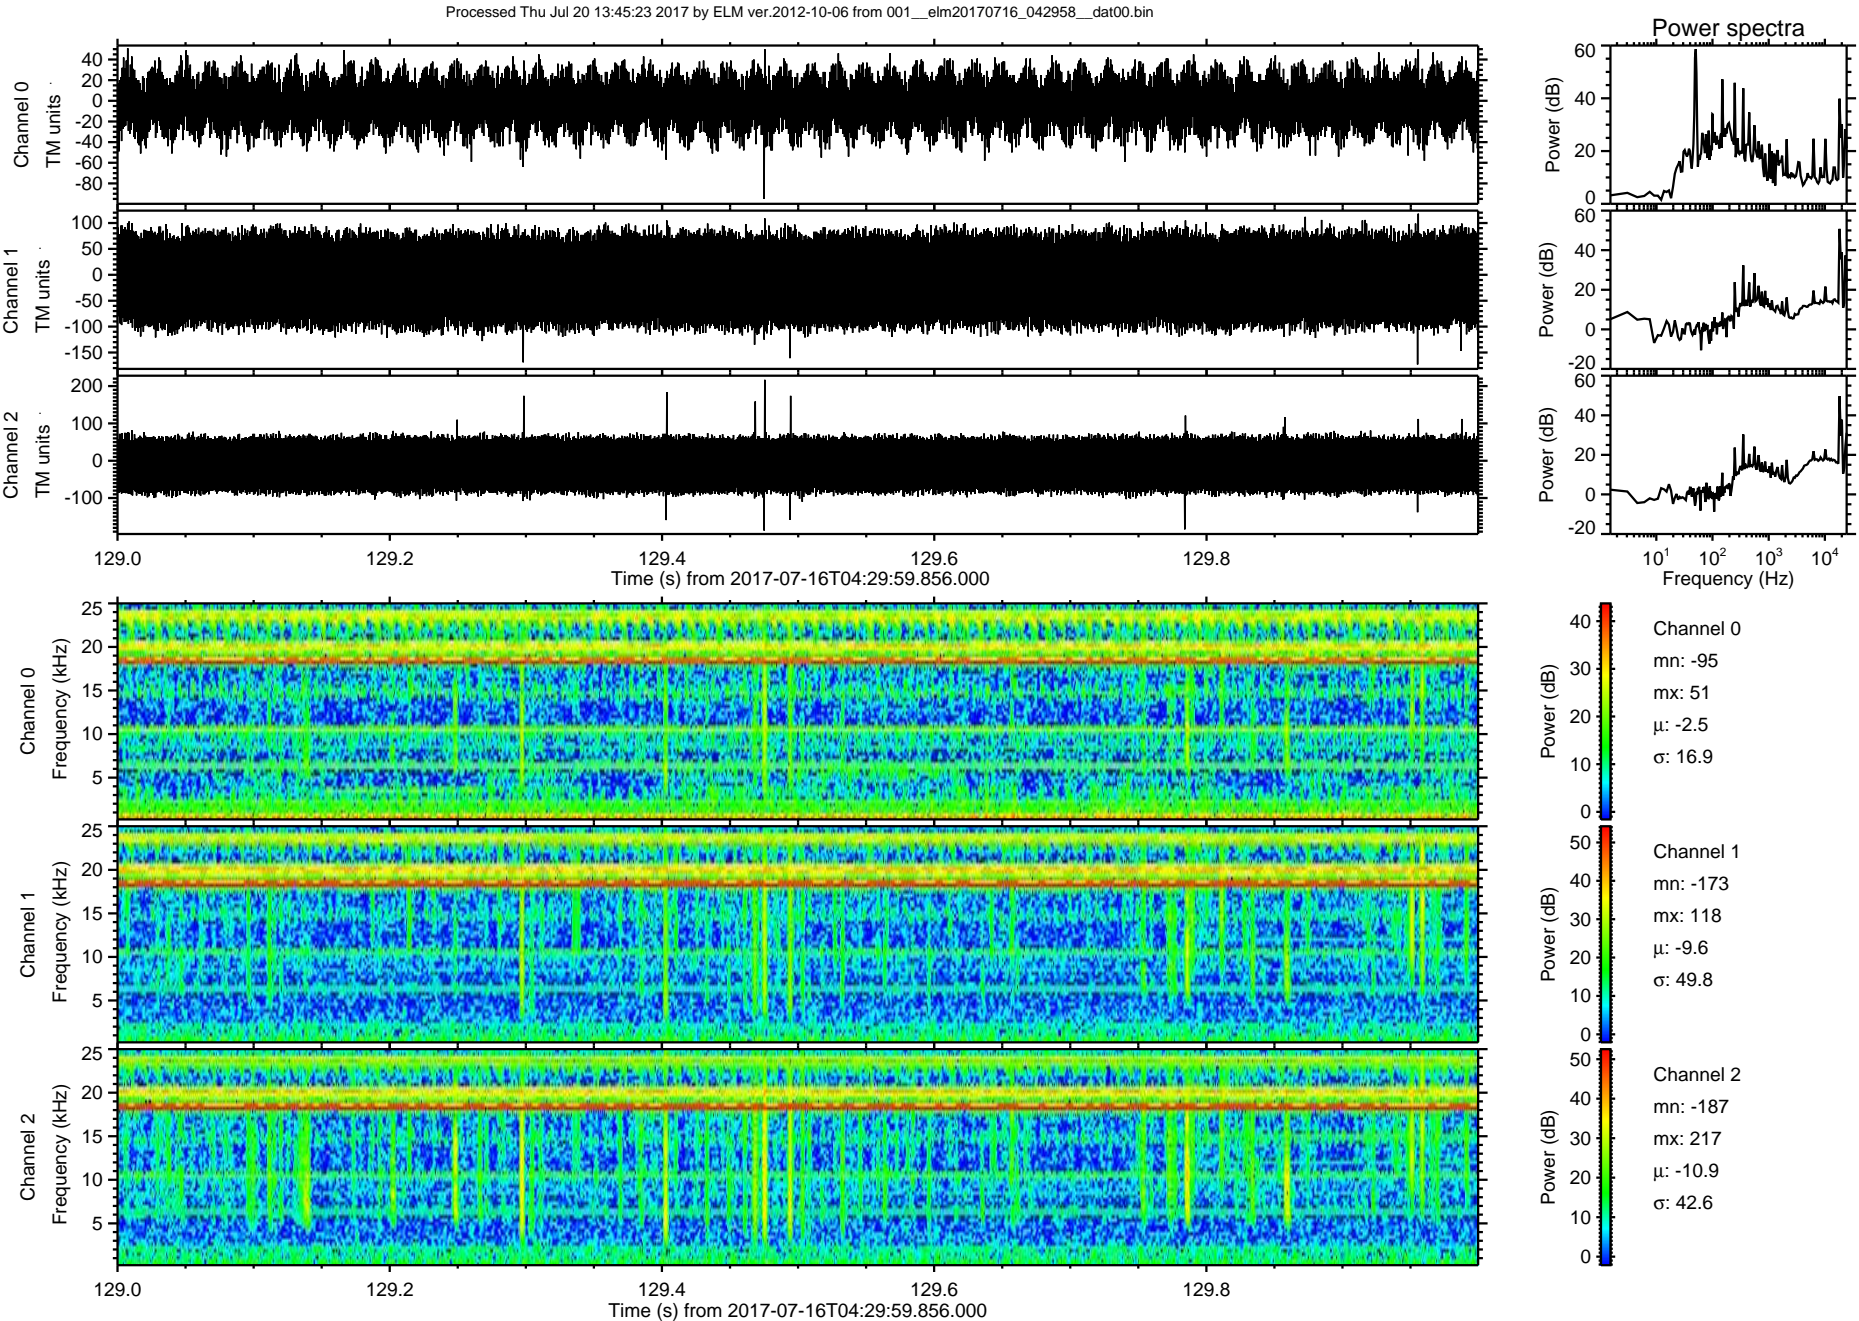 Processed Thu Jul 20 13:45:23 2017 by ELM ver.2012-10-06 from 001__elm20170716_042958__dat00.bin
Power spectra
Channel 0
TM units
40
20
0
-20
-40
-60
-80
Power (dB)
60
40
20
0
Channel 1
TM units
100
50
0
-50
-100
-150
Power (dB)
60
40
20
0
-20
Channel 2
TM units
200
100
0
-100
Power (dB)
60
40
20
0
-20
129.0
129.2
129.4
129.6
129.8
Time (s) from 2017-07-16T04:29:59.856.000
10¹
10²
10³
10⁴
Frequency (Hz)
Channel 0
Frequency (kHz)
25
20
15
10
5
Power (dB)
40
30
20
10
0
Channel 0
mn: -95
mx: 51
μ: -2.5
σ: 16.9
Channel 1
Frequency (kHz)
25
20
15
10
5
Power (dB)
50
40
30
20
10
0
Channel 1
mn: -173
mx: 118
μ: -9.6
σ: 49.8
Channel 2
Frequency (kHz)
25
20
15
10
5
Power (dB)
50
40
30
20
10
0
Channel 2
mn: -187
mx: 217
μ: -10.9
σ: 42.6
129.0
129.2
129.4
129.6
129.8
Time (s) from 2017-07-16T04:29:59.856.000